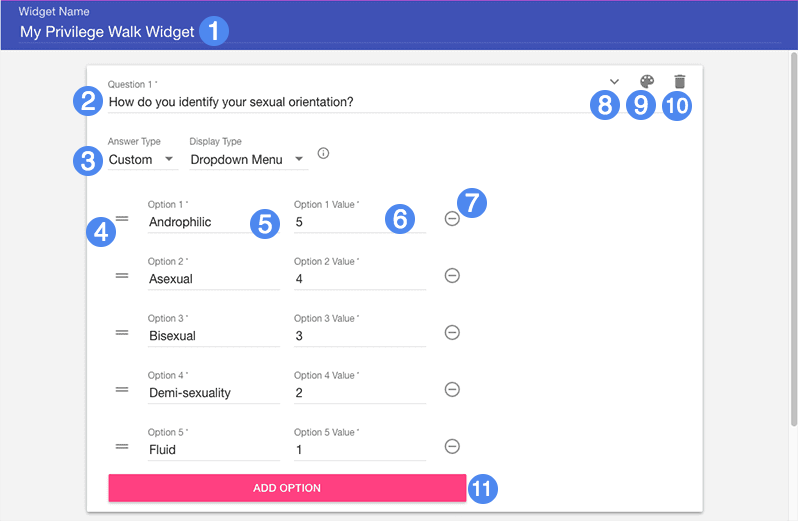 Widget Name
My Privilege Walk Widget 1
Question 1 *
2 How do you identify your sexual orientation?
8 9 10
Answer Type Display Type
3 Custom Dropdown Menu
Option 1 * Option 1 Value * 7
4 Androphilic 5 5 6
Option 2 * Option 2 Value *
Asexual 4
Option 3 * Option 3 Value *
Bisexual 3
Option 4 * Option 4 Value *
Demi-sexuality 2
Option 5 * Option 5 Value *
Fluid 1
ADD OPTION 11